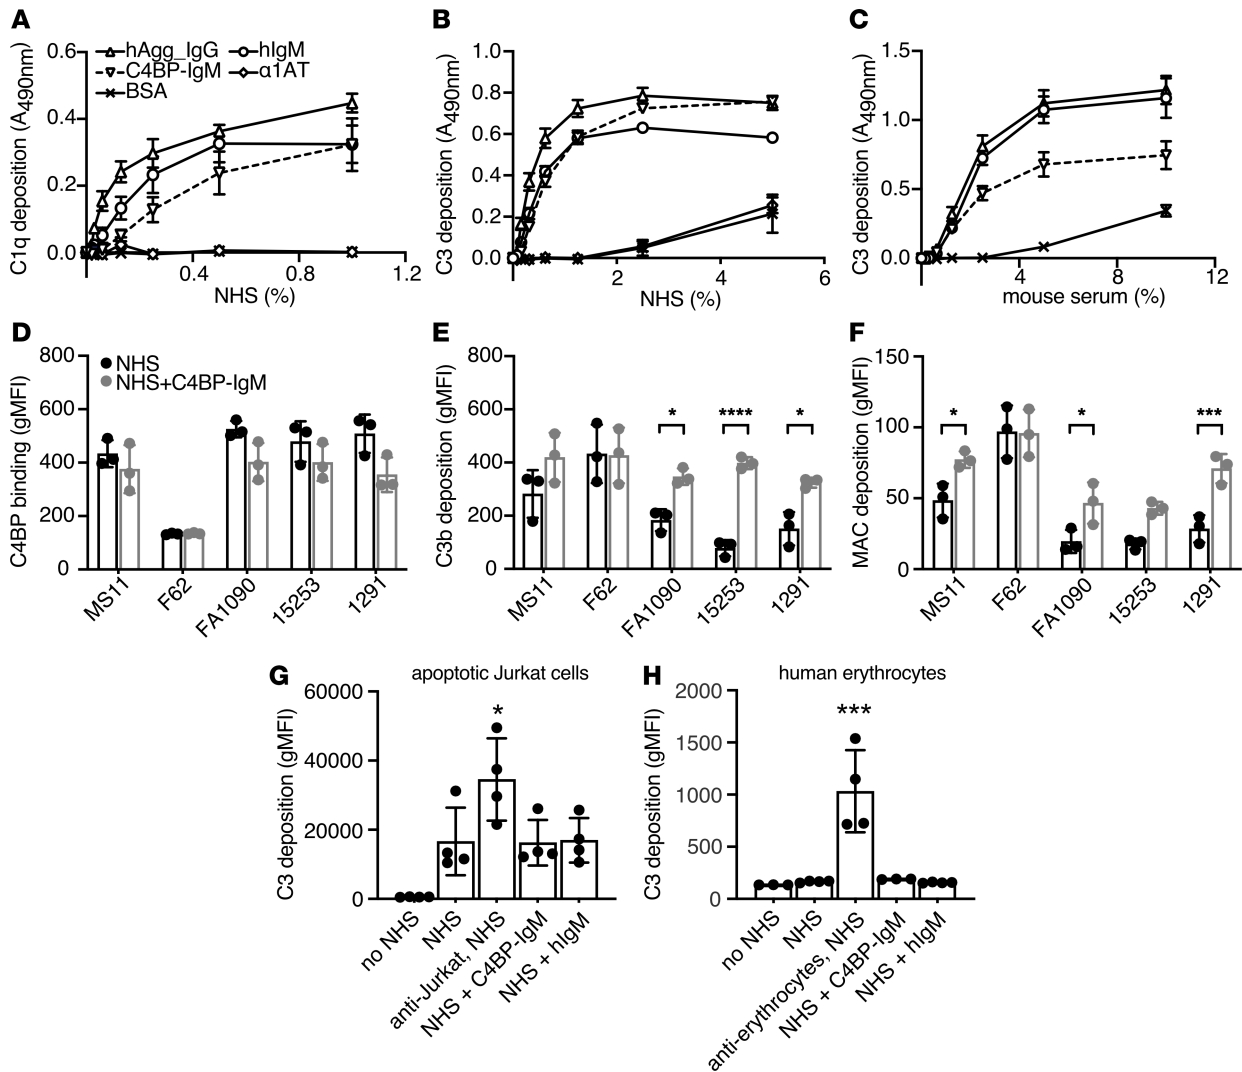 A
C1q deposition (A490nm)
0.6
0.4
0.2
0.0
0.4
0.8
1.2
NHS (%)
hAgg_IgG
hIgM
C4BP-IgM
α1AT
BSA
B
C3 deposition (A490nm)
1.0
0.8
0.6
0.4
0.2
0.0
2
4
6
NHS (%)
C
C3 deposition (A490nm)
1.5
1.0
0.5
0.0
4
8
12
mouse serum (%)
D
C4BP binding (gMFI)
800
600
400
200
0
NHS
NHS+C4BP-IgM
MS11
F62
FA1090
15253
1291
E
C3b deposition (gMFI)
800
600
400
200
0
*
****
*
MS11
F62
FA1090
15253
1291
F
MAC deposition (gMFI)
150
100
50
0
*
*
***
MS11
F62
FA1090
15253
1291
G
apoptotic Jurkat cells
C3 deposition (gMFI)
60000
40000
20000
0
*
no NHS
NHS
anti-Jurkat, NHS
NHS + C4BP-IgM
NHS + hIgM
H
human erythrocytes
C3 deposition (gMFI)
2000
1500
1000
500
0
***
no NHS
NHS
anti-erythrocytes, NHS
NHS + C4BP-IgM
NHS + hIgM